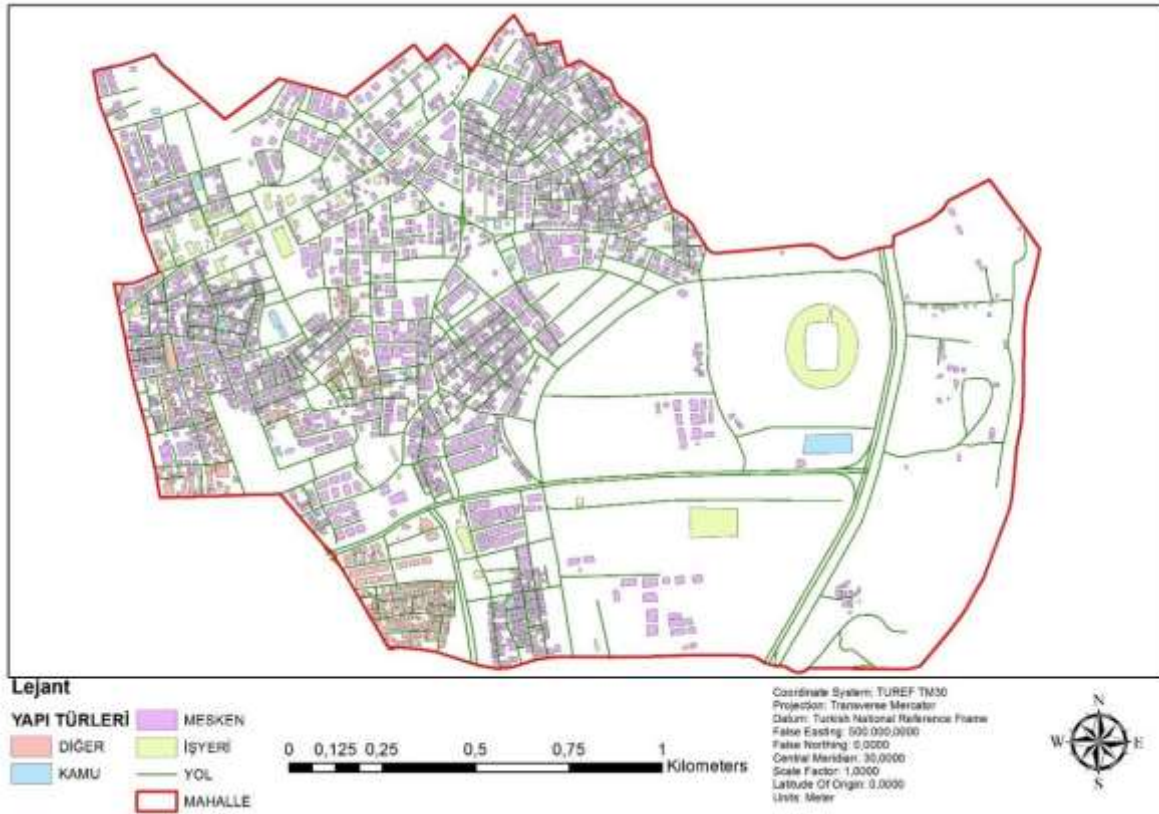 Lejant
YAPI TÜRLERİ
DİĞER
KAMU
MESKEN
İŞYERİ
YOL
MAHALLE
0 0,125 0,25 0,5 0,75 1
Kilometers
Coordinate System: TUREF TM30
Projection: Transverse Mercator
Datum: Turkish National Reference Frame
False Easting: 500.000,0000
False Northing: 0,0000
Central Meridian: 30,0000
Scale Factor: 1,0000
Latitude Of Origin: 0,0000
Units: Meter
N
W E
S